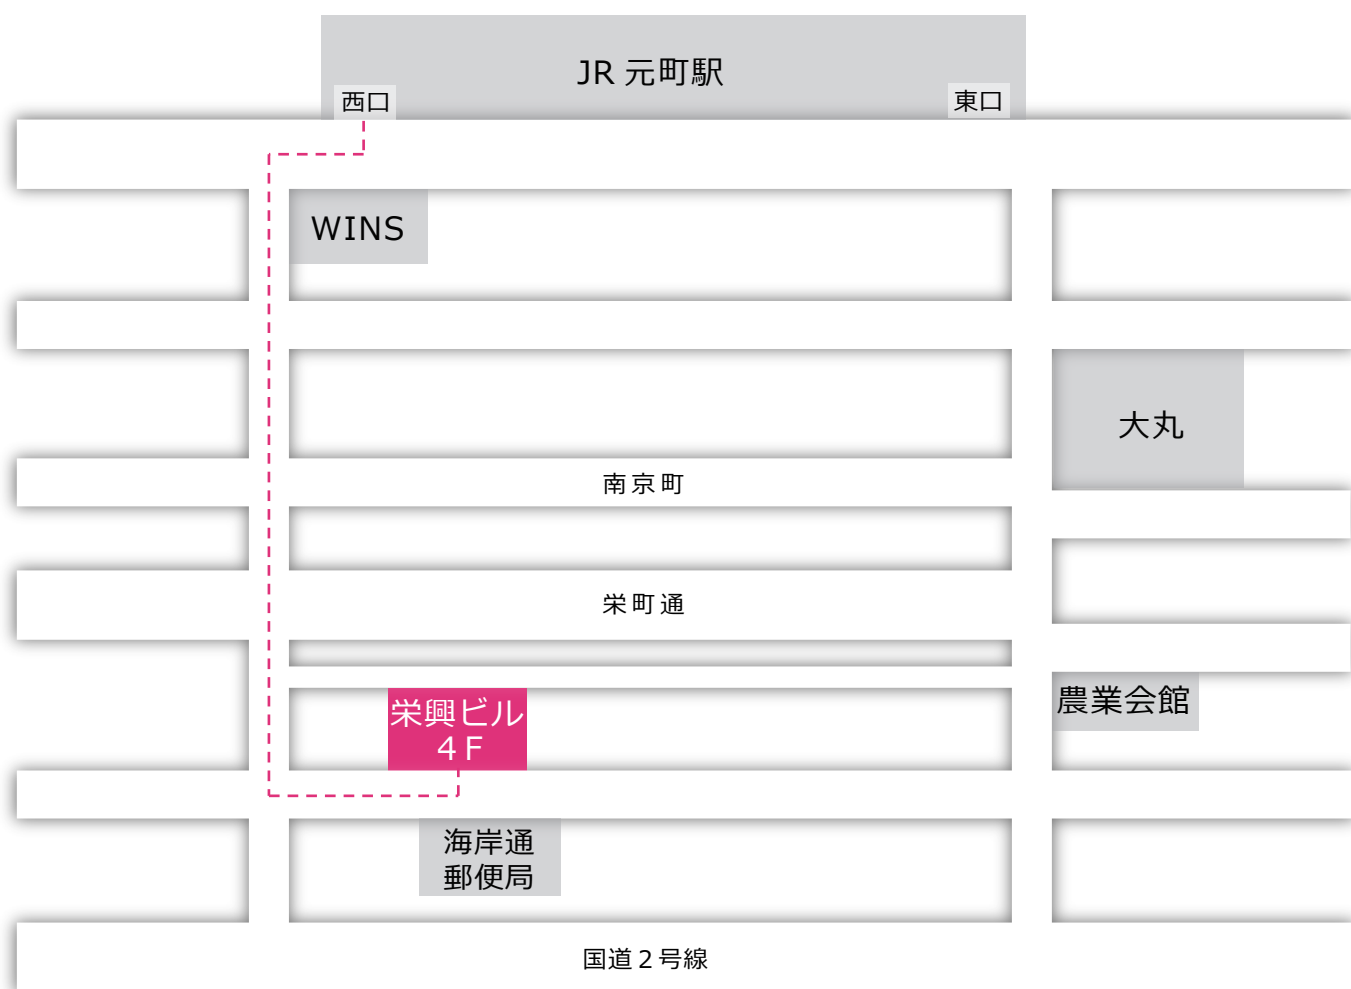 JR 元町駅
西口
東口
WINS
大丸
南京町
栄町通
栄興ビル
４F
農業会館
海岸通
郵便局
国道２号線